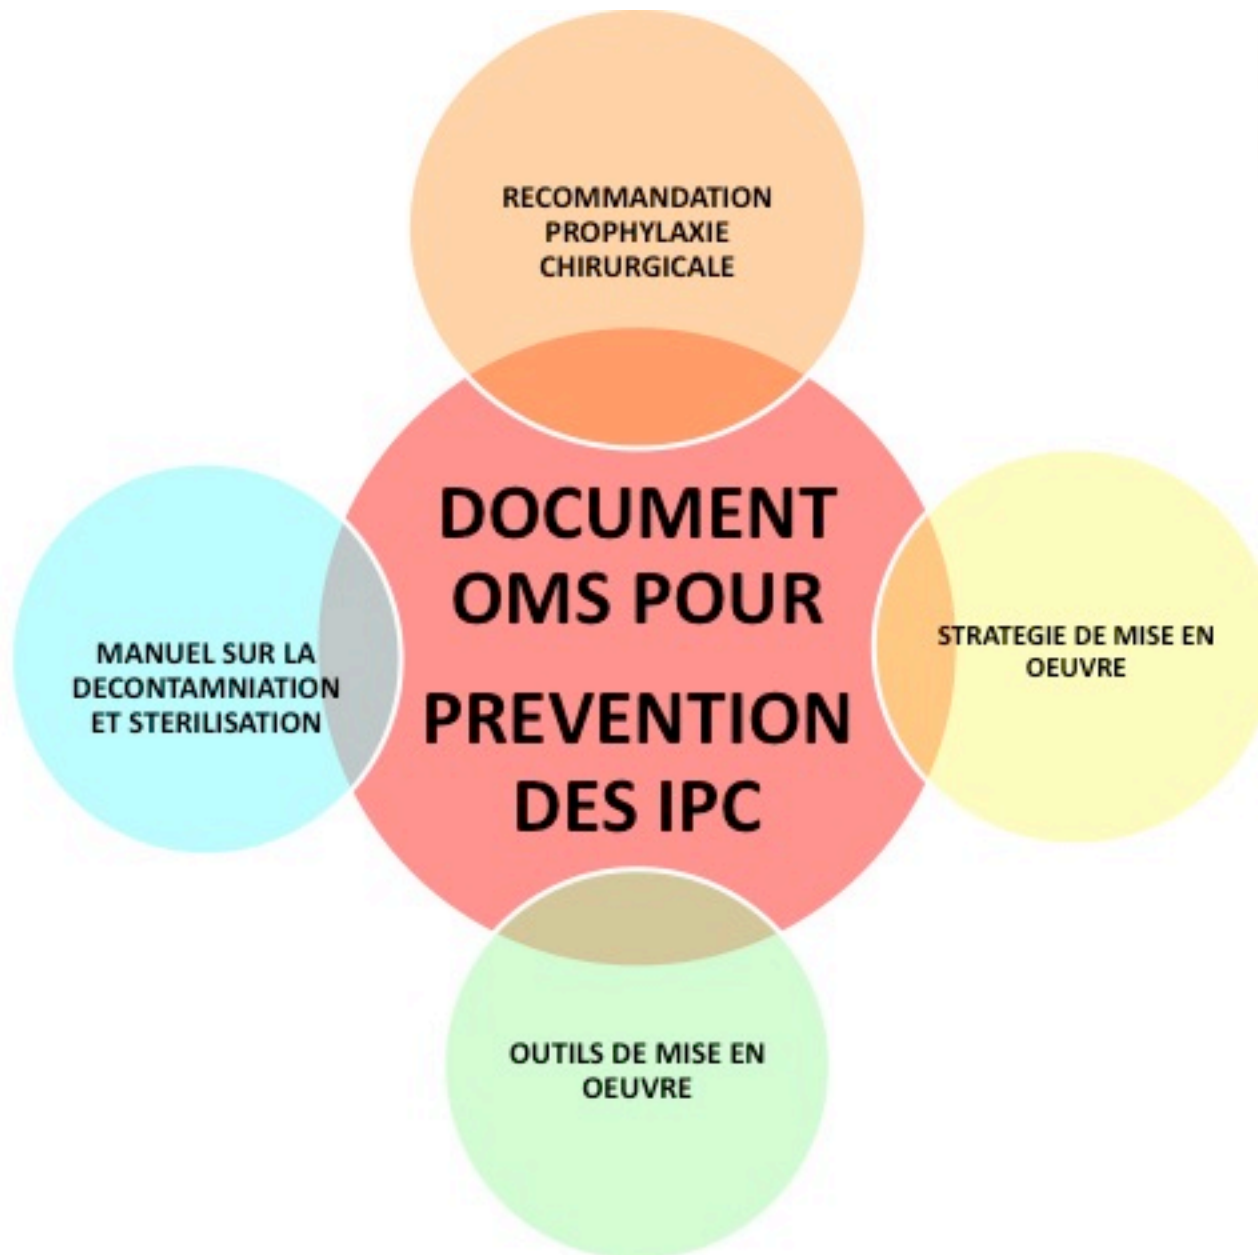 RECOMMANDATION
PROPHYLAXIE
CHIRURGICALE
DOCUMENT
OMS POUR
PREVENTION
DES IPC
MANUEL SUR LA
DECONTAMNIATION
ET STERILISATION
STRATEGIE DE MISE EN
OEUVRE
OUTILS DE MISE EN
OEUVRE